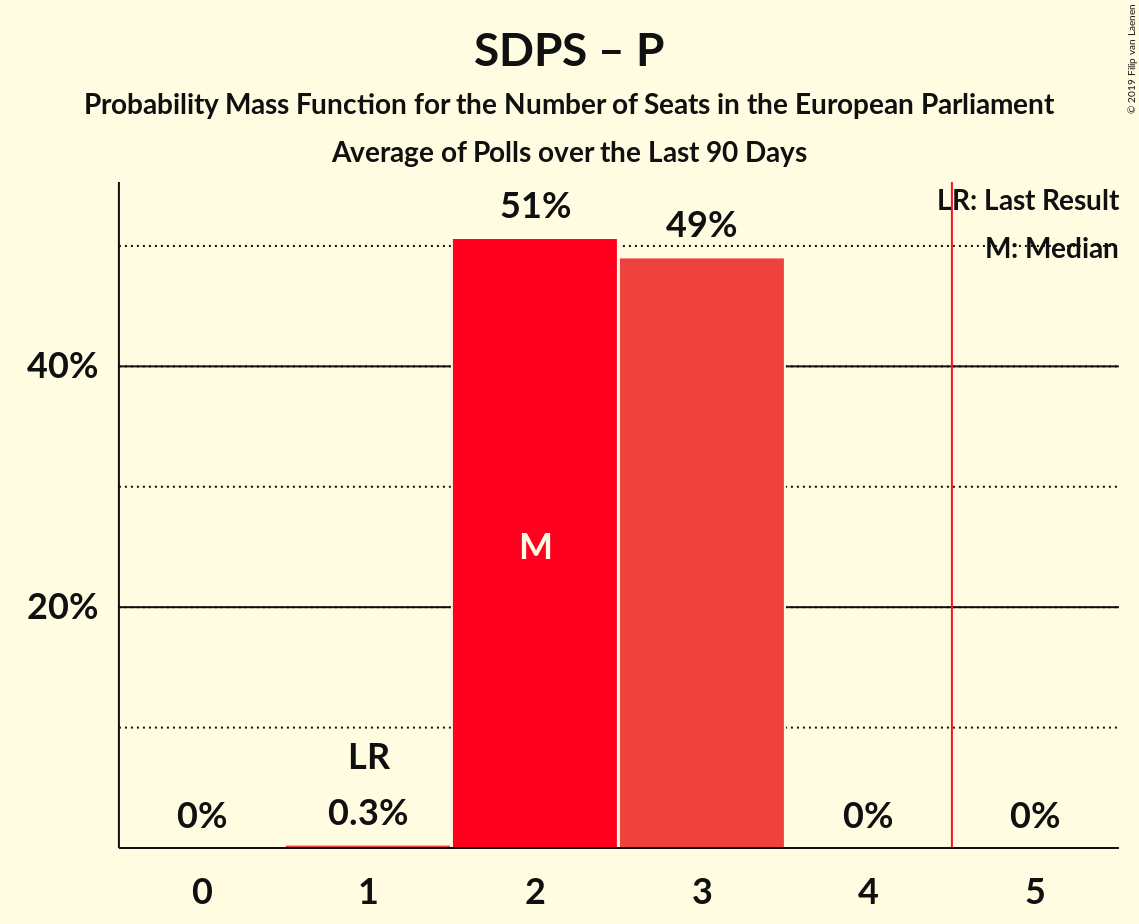 SDPS – P
Probability Mass Function for the Number of Seats in the European Parliament
Average of Polls over the Last 90 Days
© 2019 Filip van Laenen
LR: Last Result
M: Median
51%
49%
40%
M
20%
LR
0%
0.3%
0%
0%
0
1
2
3
4
5